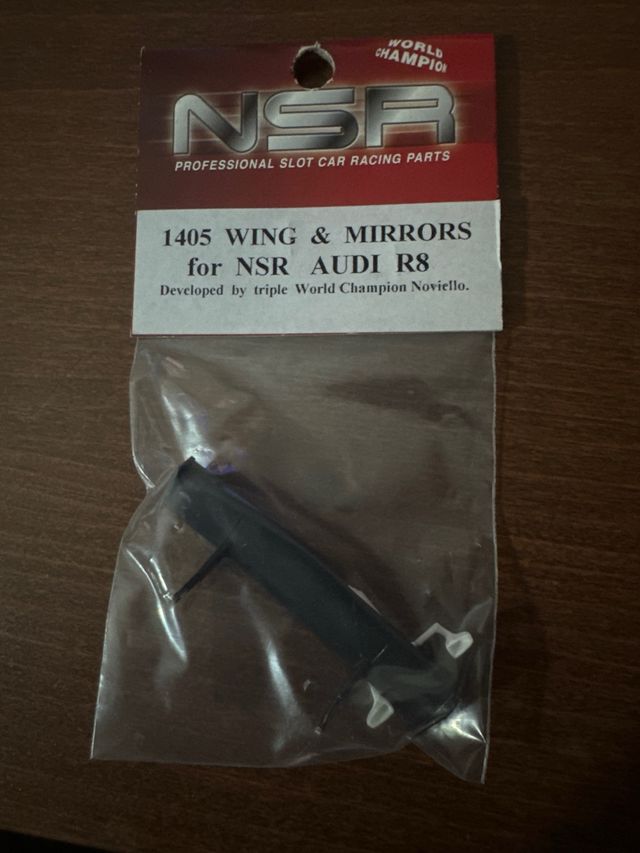 WORLD
CHAMPION
NSR
PROFESSIONAL SLOT CAR RACING PARTS
1405 WING & MIRRORS
for NSR AUDI R8
Developed by triple World Champion Noviello.